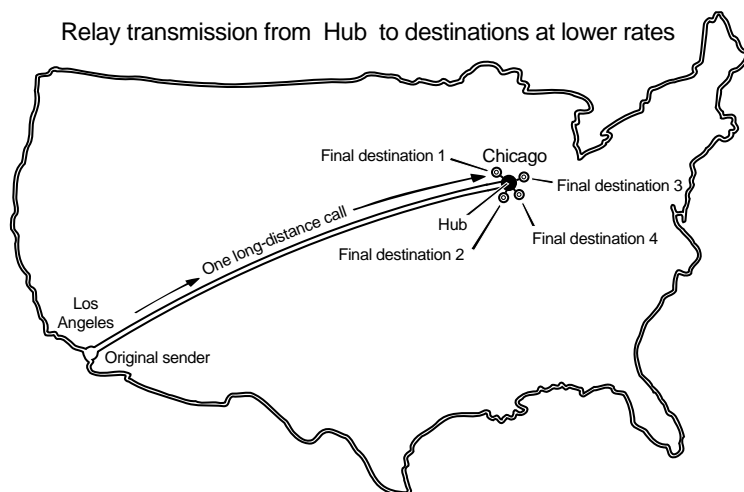 Relay transmission from Hub to destinations at lower rates
Final destination 1
Chicago
Final destination 3
Hub
Final destination 4
Final destination 2
One long-distance call
Los
Angeles
Original sender